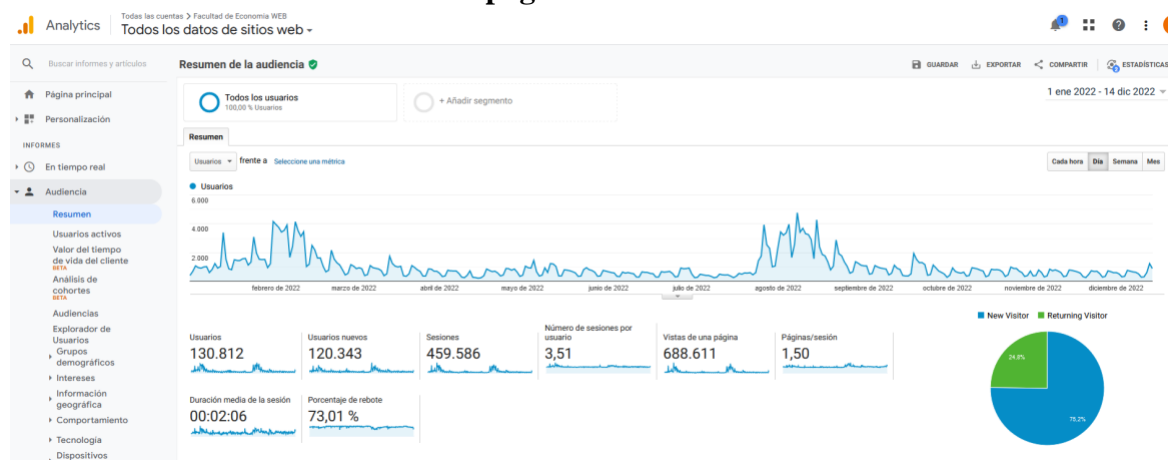 pág
Todas las cuentas > Facultad de Economia WEB
Analytics
Todos los datos de sitios web
1
Buscar informes y artículos
Resumen de la audiencia
GUARDAR
EXPORTAR
COMPARTIR
ESTADÍSTICAS
Página principal
Personalización
INFORMES
En tiempo real
Audiencia
Resumen
Usuarios activos
Valor del tiempo
de vida del cliente
BETA
Análisis de
cohortes
BETA
Audiencias
Explorador de
Usuarios
Grupos
demográficos
Intereses
Información
geográfica
Comportamiento
Tecnología
Dispositivos
Todos los usuarios
100,00 % Usuarios
+ Añadir segmento
1 ene 2022 - 14 dic 2022
Resumen
Usuarios
frente a
Seleccione una métrica
Cada hora
Día
Semana
Mes
Usuarios
6.000
4.000
2.000
febrero de 2022
marzo de 2022
abril de 2022
mayo de 2022
junio de 2022
julio de 2022
agosto de 2022
septiembre de 2022
octubre de 2022
noviembre de 2022
diciembre de 2022
New Visitor
Returning Visitor
Usuarios
130.812
Usuarios nuevos
120.343
Sesiones
459.586
Número de sesiones por
usuario
3,51
Vistas de una página
688.611
Páginas/sesión
1,50
Duración media de la sesión
00:02:06
Porcentaje de rebote
73,01 %
24,8%
75,2%